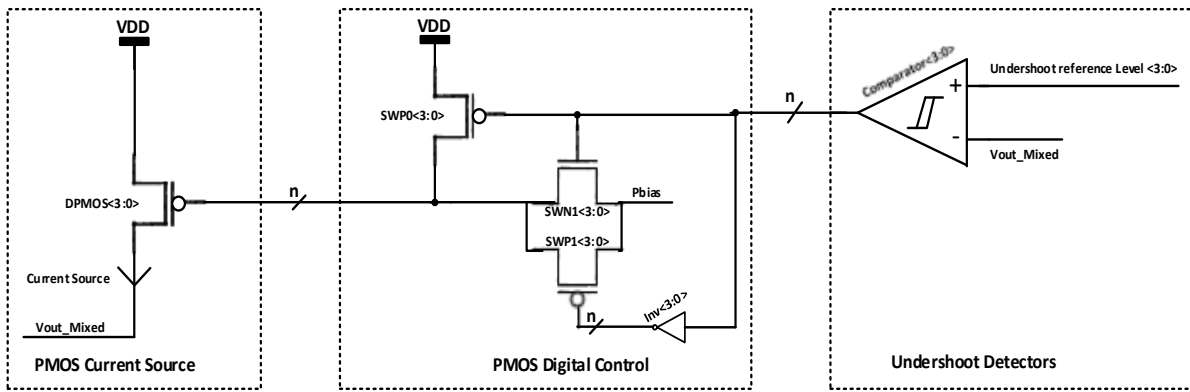 VDD
DPMOS<3:0>
Current Source
Vout_Mixed
PMOS Current Source
n
VDD
SWP0<3:0>
SWN1<3:0>
Pbias
SWP1<3:0>
n
Inv<3:0>
PMOS Digital Control
n
Comparator<3:0>
+
Undershoot reference Level <3:0>
-
Vout_Mixed
Undershoot Detectors